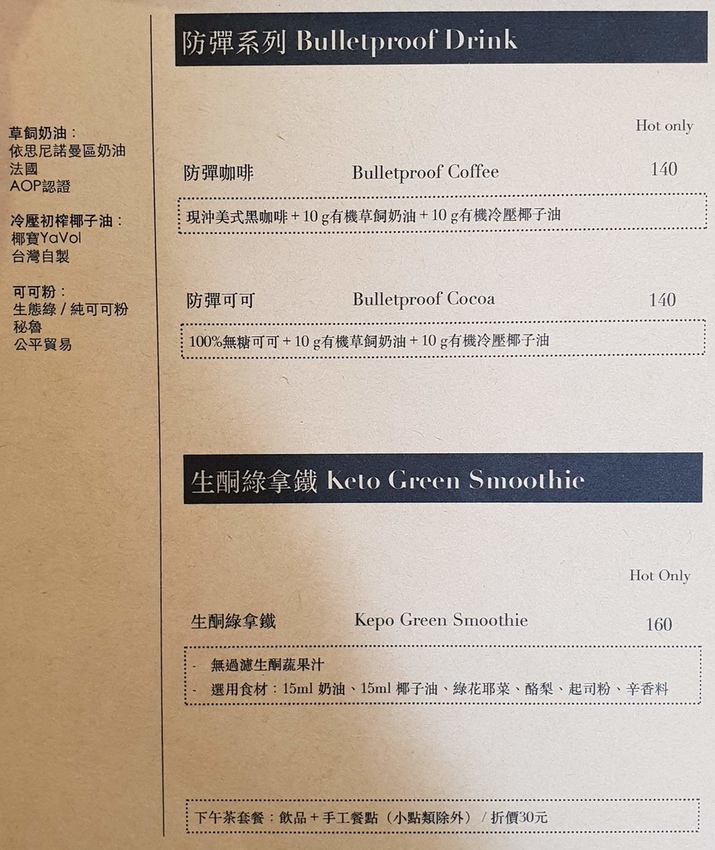 防彈系列 Bulletproof Drink
Hot only
防彈咖啡 Bulletproof Coffee 140
現沖美式黑咖啡 + 10 g有機草飼奶油 + 10 g有機冷壓椰子油
防彈可可 Bulletproof Cocoa 140
100%無糖可可 + 10 g有機草飼奶油 + 10 g有機冷壓椰子油
草飼奶油：
依思尼諾曼區奶油
法國
AOP認證
冷壓初榨椰子油：
椰寶YaVol
台灣自製
可可粉：
生態綠 / 純可可粉
秘魯
公平貿易
生酮綠拿鐵 Keto Green Smoothie
Hot Only
生酮綠拿鐵 Kepo Green Smoothie 160
- 無過濾生酮蔬果汁
- 選用食材：15ml 奶油、15ml 椰子油、綠花耶菜、酪梨、起司粉、辛香料
下午茶套餐：飲品 + 手工餐點（小點類除外） / 折價30元